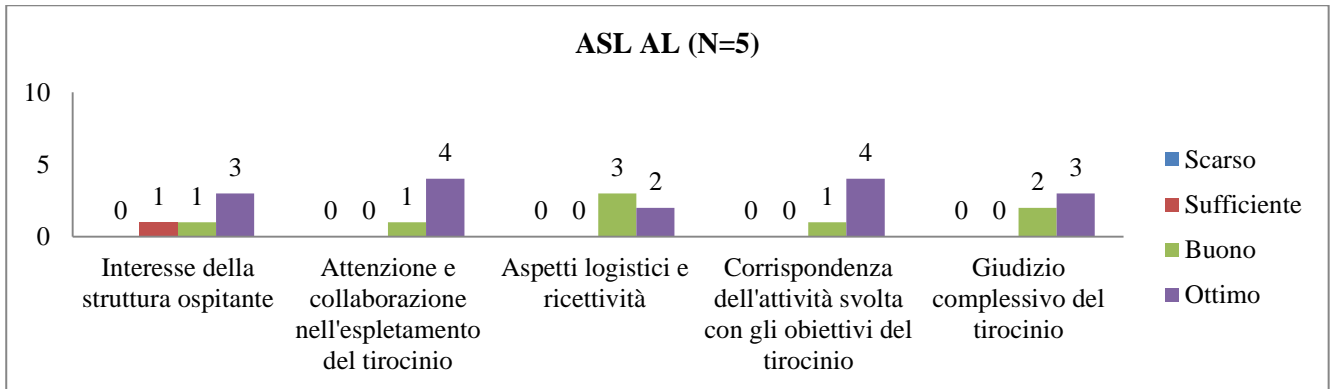 ASL AL (N=5)
10
5
0
0 1 1 3
0 0 1 4
0 0 3 2
0 0 1 4
0 0 2 3
Interesse della
struttura ospitante
Attenzione e
collaborazione
nell'espletamento
del tirocinio
Aspetti logistici e
ricettività
Corrispondenza
dell'attività svolta
con gli obiettivi del
tirocinio
Giudizio
complessivo del
tirocinio
Scarso
Sufficiente
Buono
Ottimo